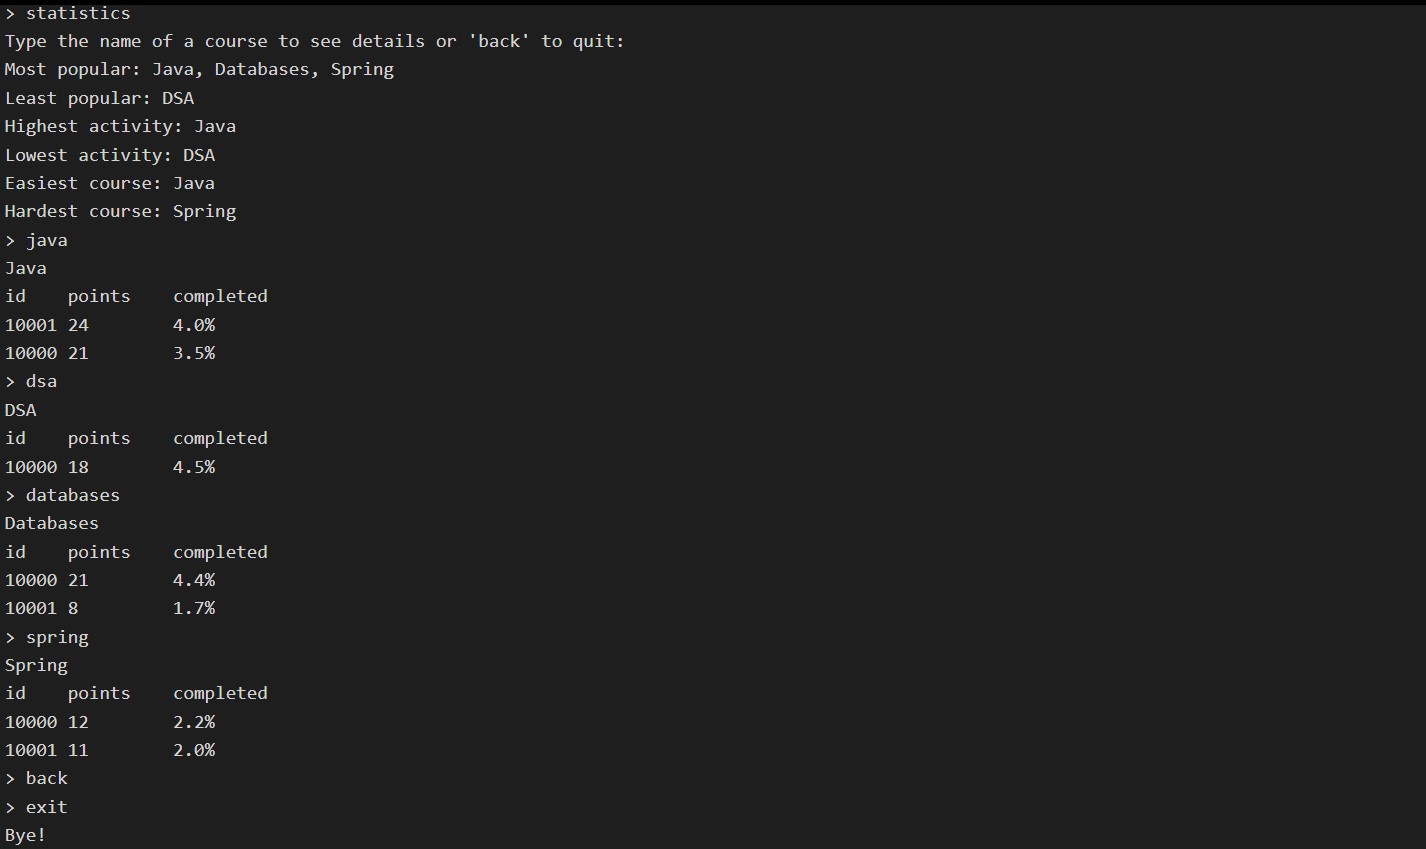 > statistics
Type the name of a course to see details or 'back' to quit:
Most popular: Java, Databases, Spring
Least popular: DSA
Highest activity: Java
Lowest activity: DSA
Easiest course: Java
Hardest course: Spring
> java
Java
id    points    completed
10001 24        4.0%
10000 21        3.5%
> dsa
DSA
id    points    completed
10000 18        4.5%
> databases
Databases
id    points    completed
10000 21        4.4%
10001 8         1.7%
> spring
Spring
id    points    completed
10000 12        2.2%
10001 11        2.0%
> back
> exit
Bye!